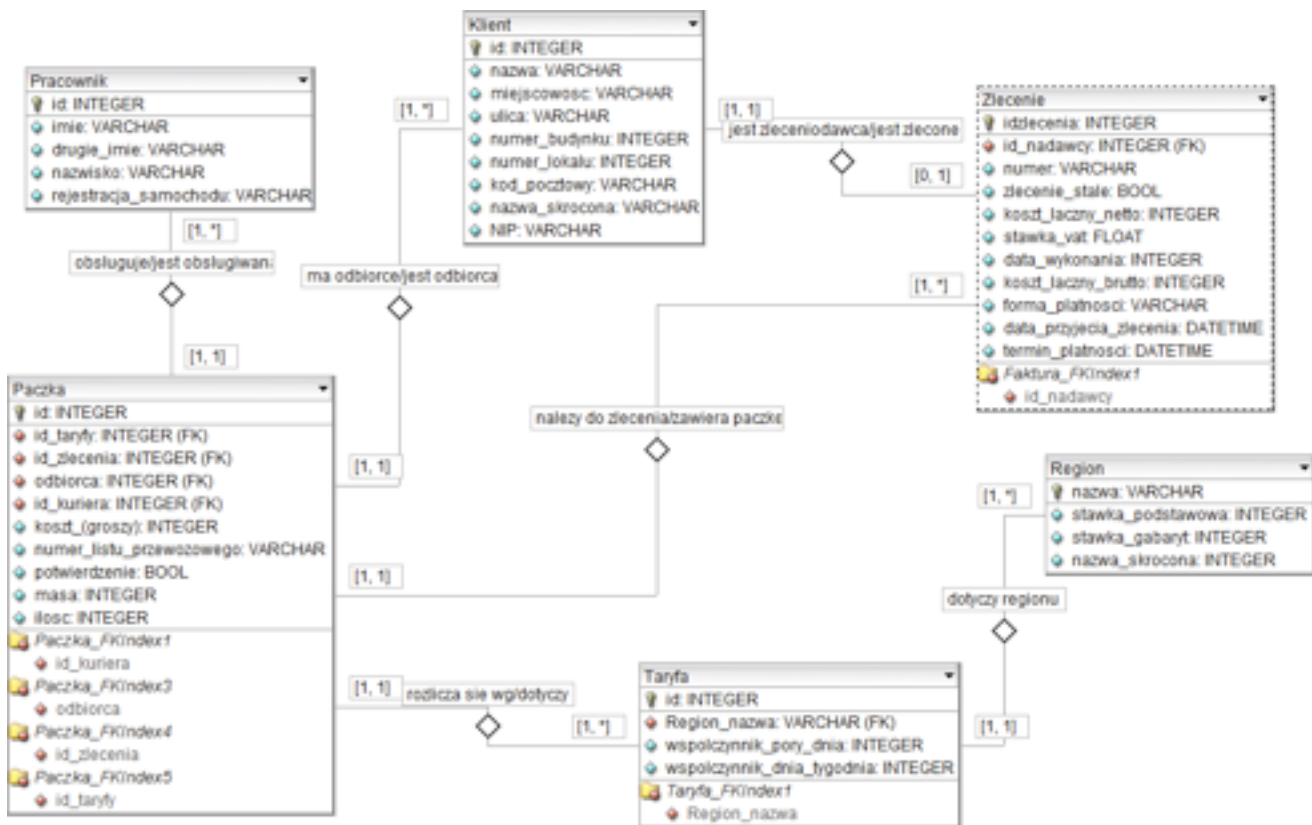 Klient
id: INTEGER
nazwa: VARCHAR
miejscowosc: VARCHAR
ulica: VARCHAR
numer_budynku: INTEGER
numer_lokalu: INTEGER
kod_pocztowy: VARCHAR
nazwa_skrocona: VARCHAR
NIP: VARCHAR
Pracownik
id: INTEGER
imie: VARCHAR
drugie_imie: VARCHAR
nazwisko: VARCHAR
rejestracja_samochodu: VARCHAR
[1, *]
[1, 1]
jest zleceniodawca/jest zlecone
[0, 1]
Zlecenie
idzlecenia: INTEGER
id_nadawcy: INTEGER (FK)
numer: VARCHAR
zlecenie_stale: BOOL
koszt_laczny_netto: INTEGER
stawka_vat: FLOAT
data_wykonania: INTEGER
koszt_laczny_brutto: INTEGER
forma_platnosci: VARCHAR
data_przyjecia_zlecenia: DATETIME
termin_platnosci: DATETIME
Faktura_FKIndex1
id_nadawcy
[1, *]
obsluguje/jest obslugiwana
ma odbiorce/jest odbiorca
[1, *]
[1, 1]
Paczka
id: INTEGER
id_taryfy: INTEGER (FK)
id_zlecenia: INTEGER (FK)
odbiorca: INTEGER (FK)
id_kuriera: INTEGER (FK)
koszt_(groszy): INTEGER
numer_listu_przewozowego: VARCHAR
potwierdzenie: BOOL
masa: INTEGER
ilosc: INTEGER
Paczka_FKIndex1
id_kuriera
Paczka_FKIndex3
odbiorca
Paczka_FKIndex4
id_zlecenia
Paczka_FKIndex5
id_taryfy
nalezy do zlecenia/zawiera paczke
[1, 1]
[1, 1]
Region
nazwa: VARCHAR
stawka_podstawowa: INTEGER
stawka_gabaryt: INTEGER
nazwa_skrocona: INTEGER
[1, *]
dotyczy regionu
[1, 1]
rozlicza sie wg/dotyczy
[1, *]
Taryfa
id: INTEGER
Region_nazwa: VARCHAR (FK)
wspolczynnik_pory_dnia: INTEGER
wspolczynnik_dnia_tygodnia: INTEGER
Taryfa_FKIndex1
Region_nazwa
[1, 1]